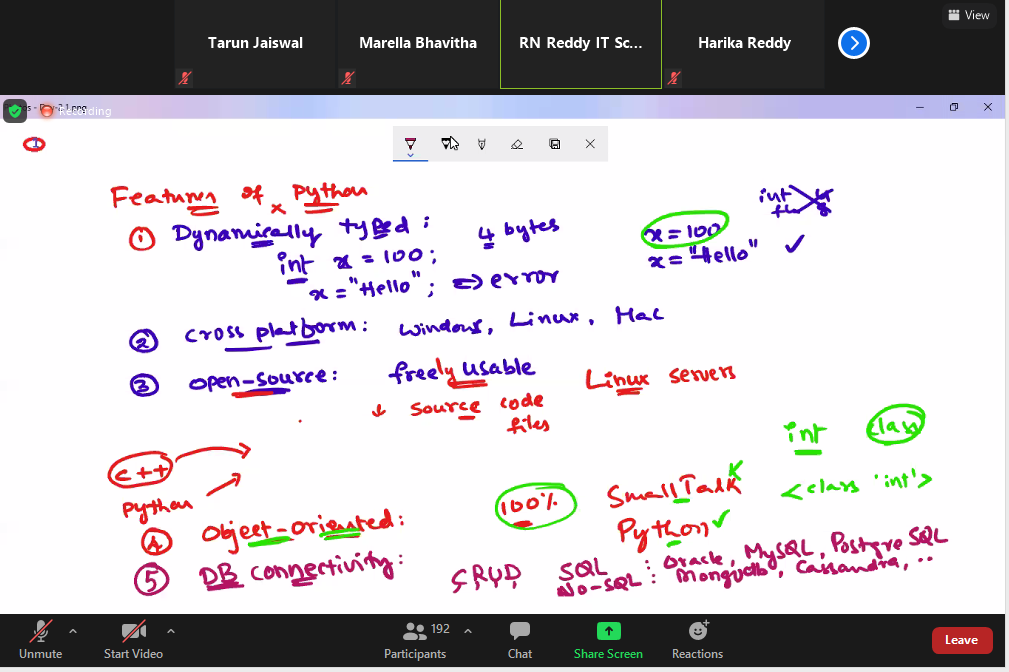 View
Tarun Jaiswal
Marella Bhavitha
RN Reddy IT Sc...
Harika Reddy
Recording
1
Features of Python
1 Dynamically typed : 4 bytes
int x = 100 ;
x = "Hello" ; => error
int
x = 100
x = "Hello" ✓
2 Cross platform : windows, Linux, Mac
3 open-source : freely usable Linux servers
↓ source code
files
int class
<class 'int'>
C++
python
4 Object-oriented : 100% SmallTalk
Python ✓
5 DB connectivity : CRUD SQL : Oracle, MySQL, Postgre SQL
No-SQL : Mongodb, Cassandra, ..
Unmute
Start Video
192
Participants
Chat
Share Screen
Reactions
Leave